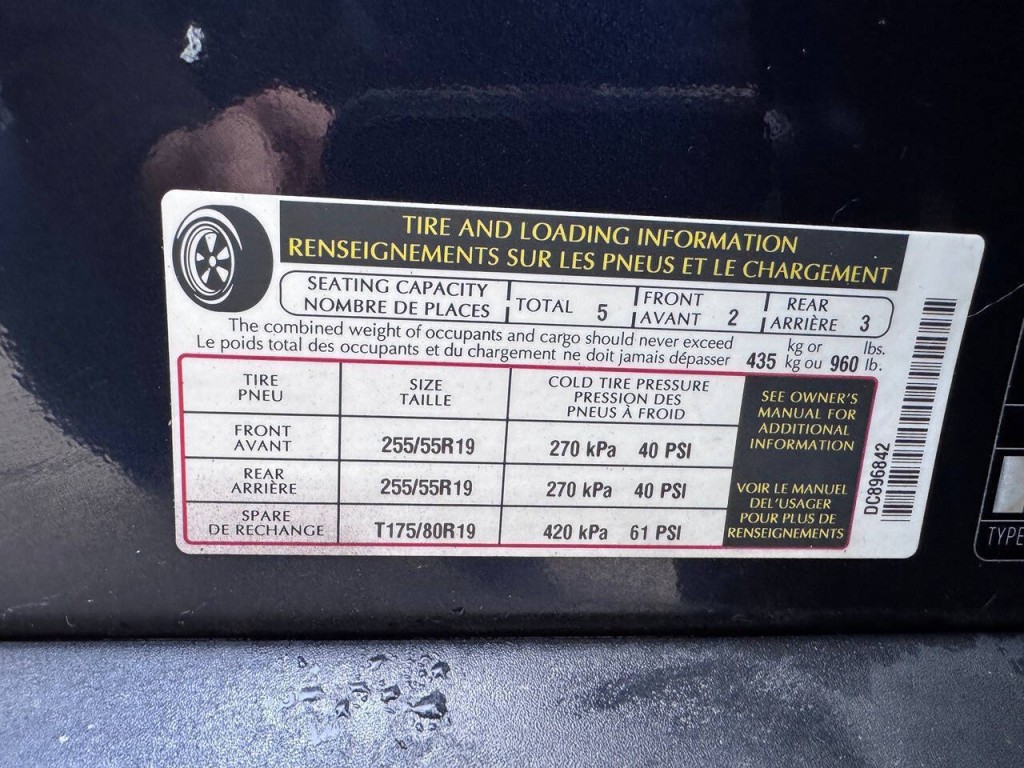 TIRE AND LOADING INFORMATION
RENSEIGNEMENTS SUR LES PNEUS ET LE CHARGEMENT
SEATING CAPACITY
NOMBRE DE PLACES
TOTAL 5
FRONT
AVANT 2
REAR
ARRIÈRE 3
The combined weight of occupants and cargo should never exceed
Le poids total des occupants et du chargement ne doit jamais dépasser
435 kg or
kg ou 960 lbs.
lb.
TIRE
PNEU
SIZE
TAILLE
COLD TIRE PRESSURE
PRESSION DES
PNEUS À FROID
FRONT
AVANT
255/55R19
270 kPa 40 PSI
REAR
ARRIÈRE
255/55R19
270 kPa 40 PSI
SPARE
DE RECHANGE
T175/80R19
420 kPa 61 PSI
SEE OWNER'S
MANUAL FOR
ADDITIONAL
INFORMATION
VOIR LE MANUEL
DEL'USAGER
POUR PLUS DE
RENSEIGNEMENTS
DC896842
TYPE